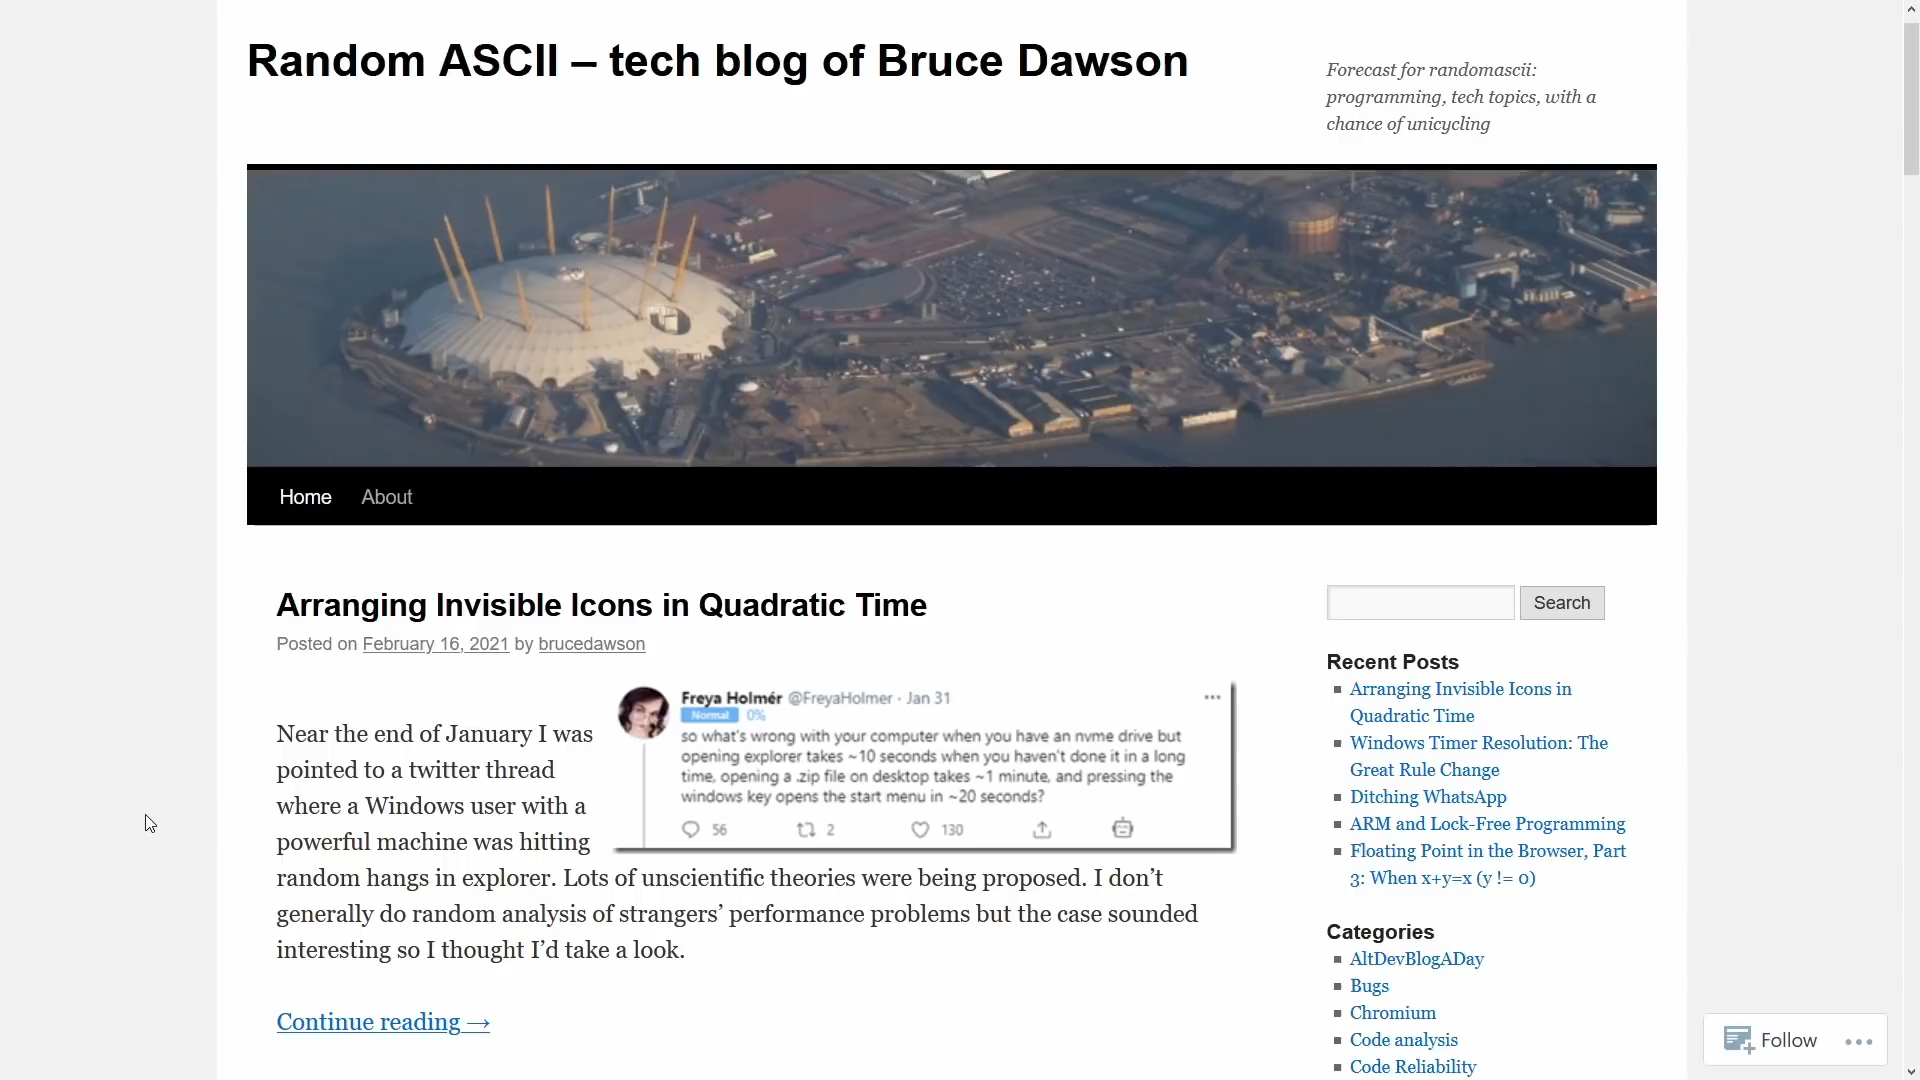 Random ASCII – tech blog of Bruce Dawson
Forecast for randomascii:
programming, tech topics, with a
chance of unicycling
Home About
Arranging Invisible Icons in Quadratic Time
Posted on February 16, 2021 by brucedawson
Freya Holmér @FreyaHolmer · Jan 31
Normal 0%
so what's wrong with your computer when you have an nvme drive but
opening explorer takes ~10 seconds when you haven't done it in a long
time, opening a .zip file on desktop takes ~1 minute, and pressing the
windows key opens the start menu in ~20 seconds?
56 2 130
Near the end of January I was
pointed to a twitter thread
where a Windows user with a
powerful machine was hitting
random hangs in explorer. Lots of unscientific theories were being proposed. I don’t
generally do random analysis of strangers’ performance problems but the case sounded
interesting so I thought I’d take a look.
Continue reading →
Search
Recent Posts
Arranging Invisible Icons in
Quadratic Time
Windows Timer Resolution: The
Great Rule Change
Ditching WhatsApp
ARM and Lock-Free Programming
Floating Point in the Browser, Part
3: When x+y=x (y != 0)
Categories
AltDevBlogADay
Bugs
Chromium
Code analysis
Code Reliability
Follow